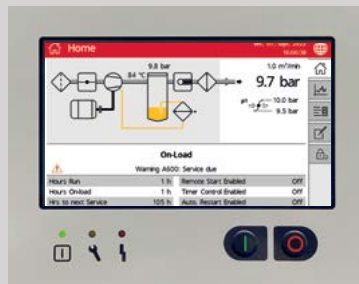 Home
9.8 bar
84 °C
1.0 m³/min
9.7 bar
10.0 bar
9.5 bar
On-Load
Warning A600: Service due
Hours Run 1 h Remote Start Enabled Off
Hours On-load 1 h Timer Control Enabled Off
Hrs to next Service 105 h Auto. Restart Enabled Off